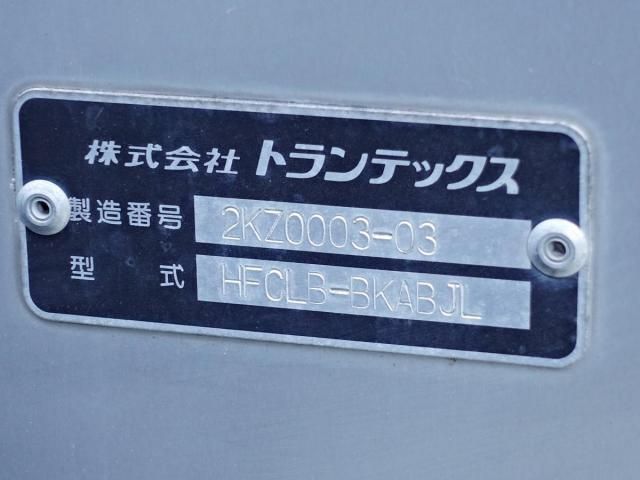 株式会社 トランテックス
製造番号 2KZ0003-03
型式 HFCLB-BKABJL